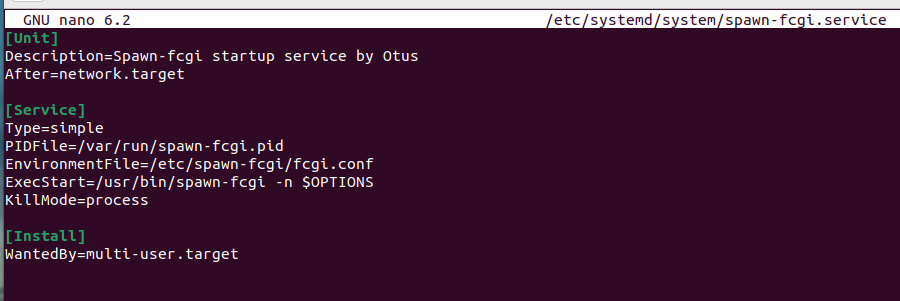 GNU nano 6.2 /etc/systemd/system/spawn-fcgi.service
[Unit]
Description=Spawn-fcgi startup service by Otus
After=network.target
[Service]
Type=simple
PIDFile=/var/run/spawn-fcgi.pid
EnvironmentFile=/etc/spawn-fcgi/fcgi.conf
ExecStart=/usr/bin/spawn-fcgi -n $OPTIONS
KillMode=process
[Install]
WantedBy=multi-user.target